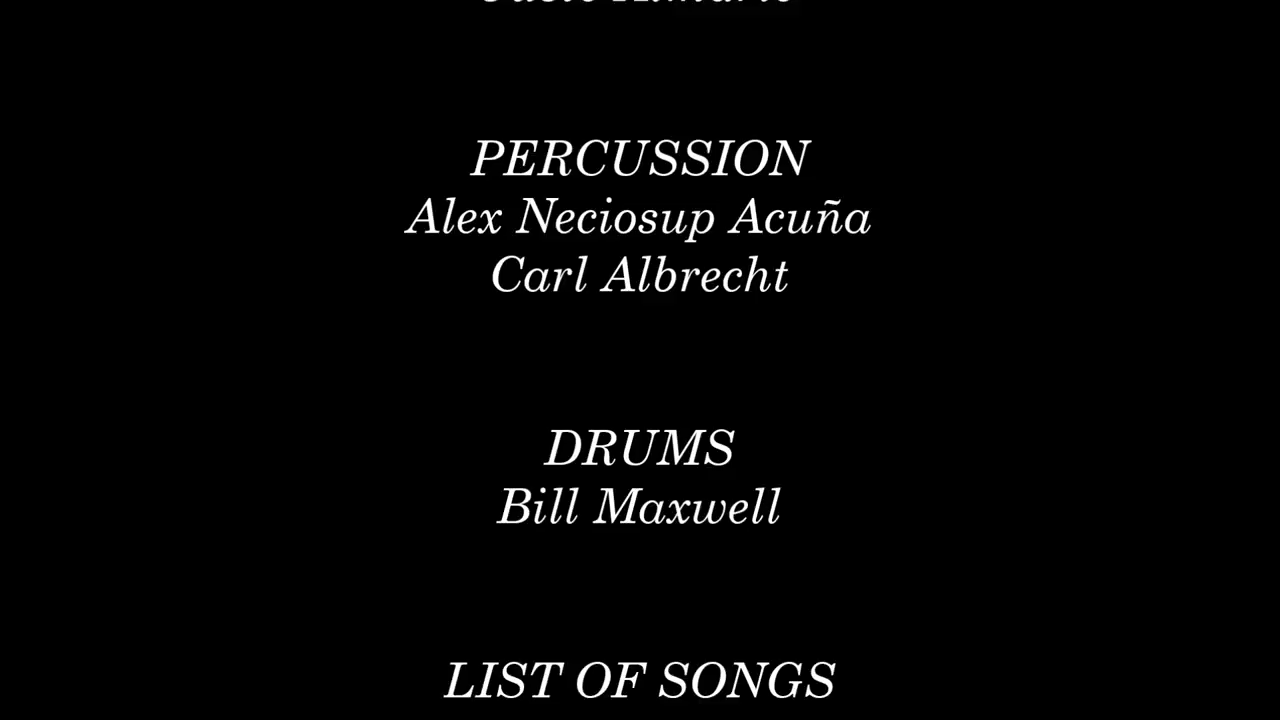 PERCUSSION
Alex Neciosup Acuña
Carl Albrecht
DRUMS
Bill Maxwell
LIST OF SONGS